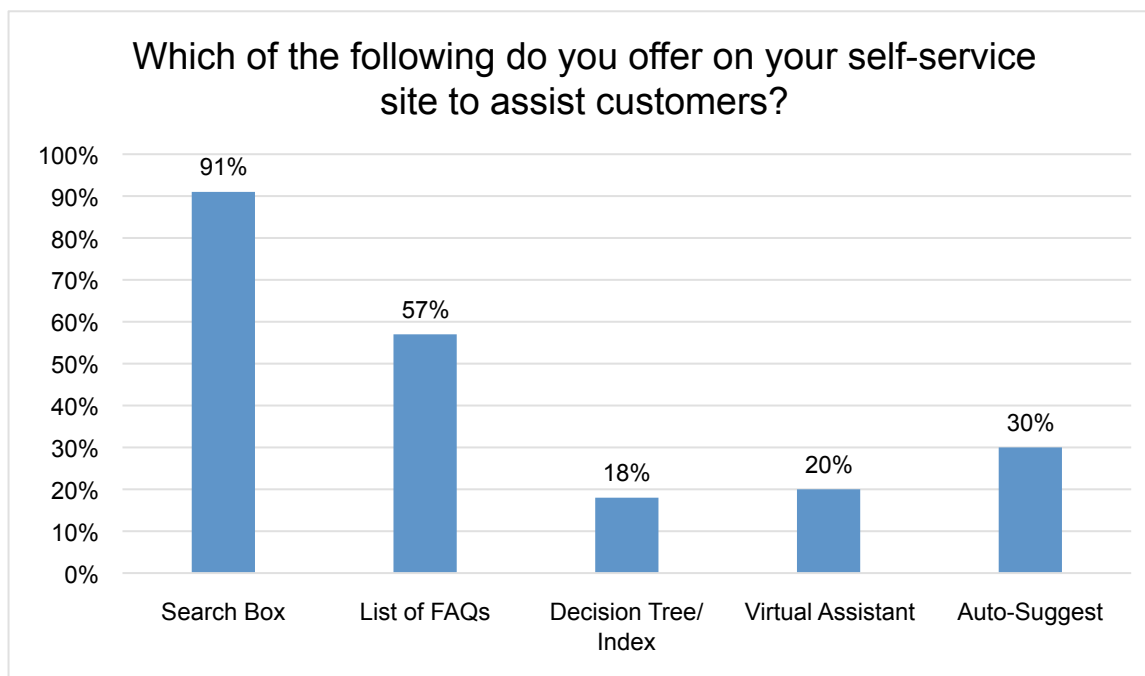 Which of the following do you offer on your self-service
site to assist customers?
100%
90%
80%
70%
60%
50%
40%
30%
20%
10%
0%
91%
57%
18%
20%
30%
Search Box
List of FAQs
Decision Tree/
Index
Virtual Assistant
Auto-Suggest